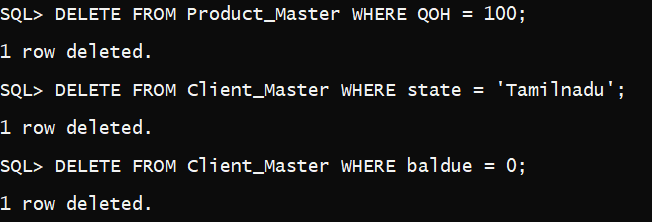 SQL> DELETE FROM Product_Master WHERE QOH = 100;
1 row deleted.
SQL> DELETE FROM Client_Master WHERE state = 'Tamilnadu';
1 row deleted.
SQL> DELETE FROM Client_Master WHERE baldue = 0;
1 row deleted.